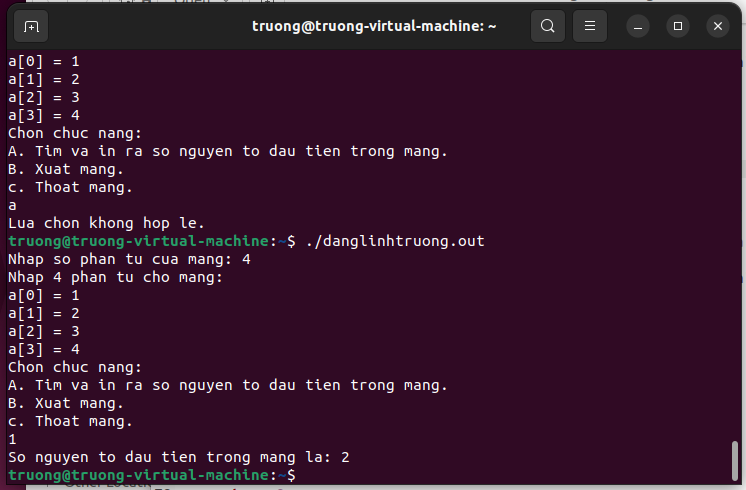 truong@truong-virtual-machine: ~
a[0] = 1
a[1] = 2
a[2] = 3
a[3] = 4
Chon chuc nang:
A. Tim va in ra so nguyen to dau tien trong mang.
B. Xuat mang.
c. Thoat mang.
a
Lua chon khong hop le.
truong@truong-virtual-machine:~$ ./danglinhtruong.out
Nhap so phan tu cua mang: 4
Nhap 4 phan tu cho mang:
a[0] = 1
a[1] = 2
a[2] = 3
a[3] = 4
Chon chuc nang:
A. Tim va in ra so nguyen to dau tien trong mang.
B. Xuat mang.
c. Thoat mang.
1
So nguyen to dau tien trong mang la: 2
truong@truong-virtual-machine:~$